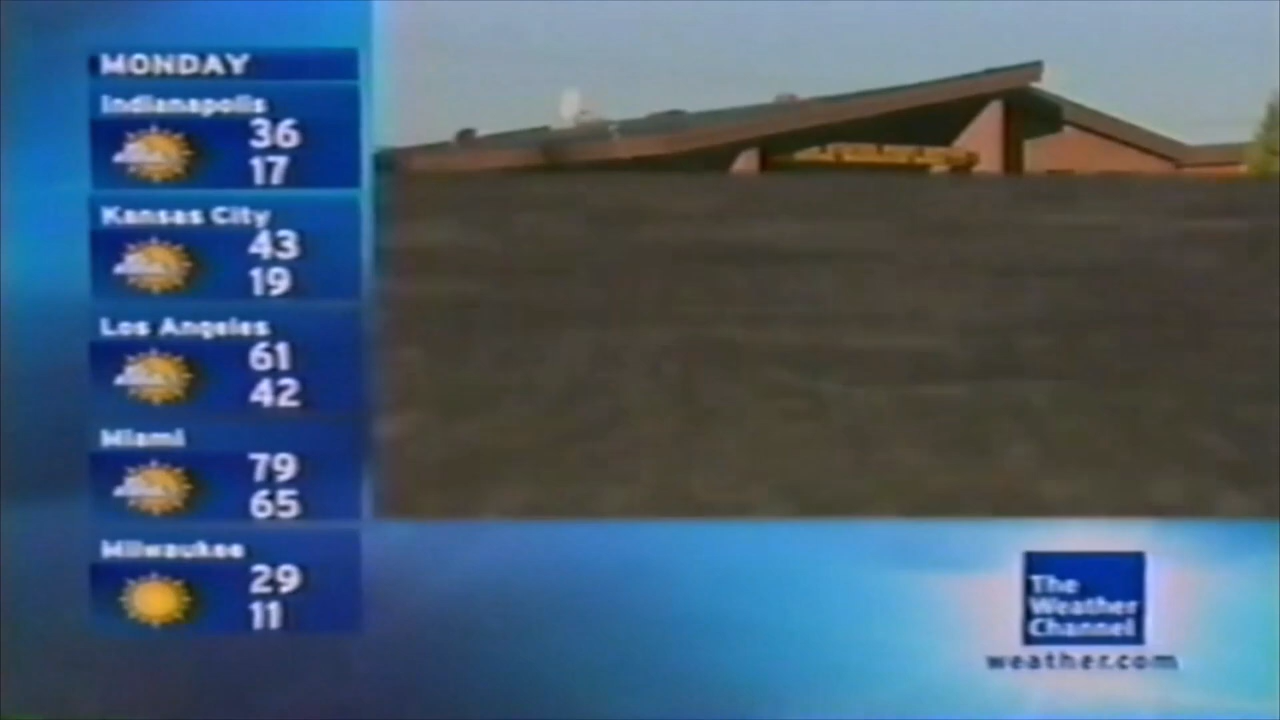 MONDAY
Indianapolis
36
17
Kansas City
43
19
Los Angeles
61
42
Miami
79
65
Milwaukee
29
11
The
Weather
Channel
weather.com